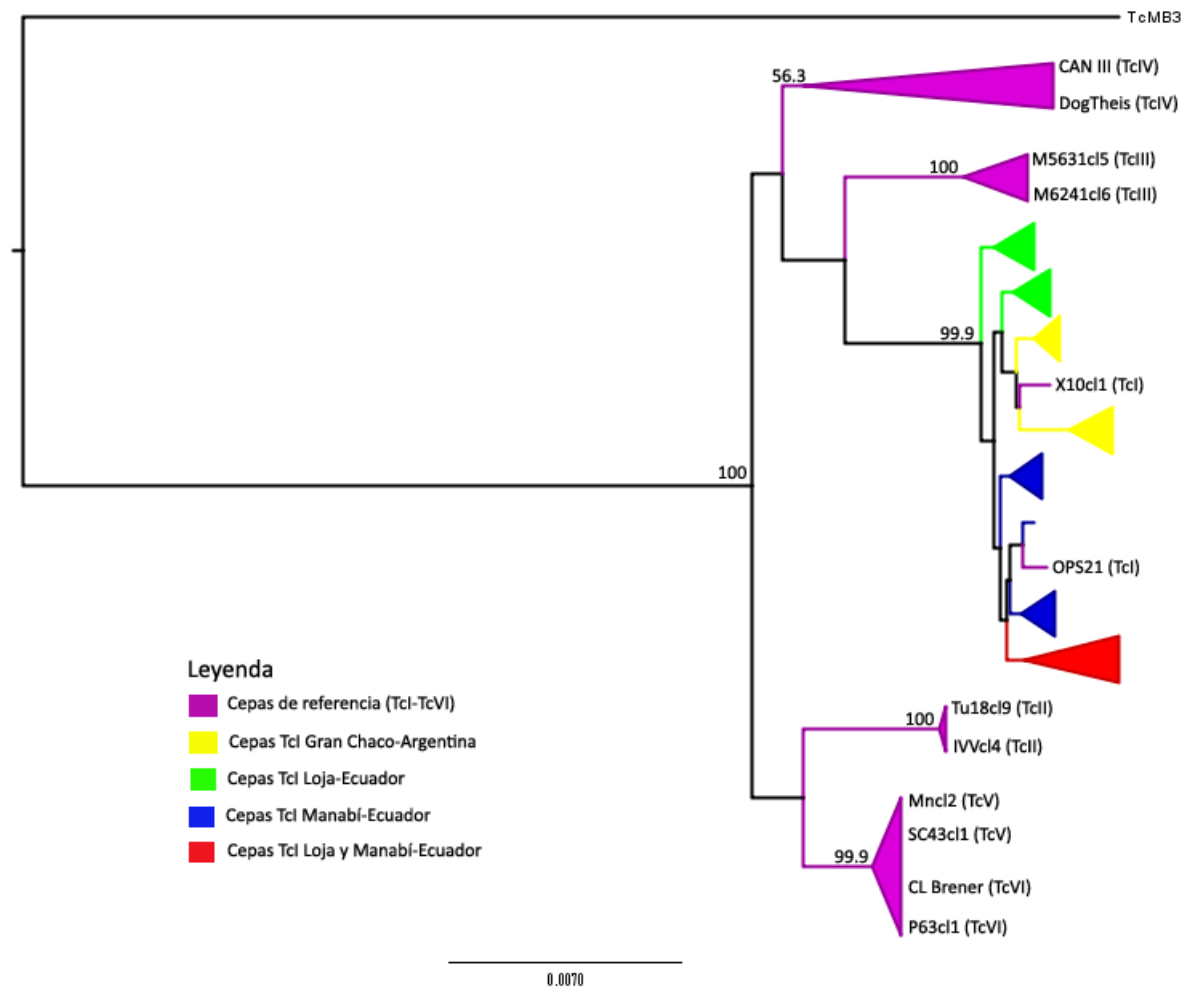 TcMB3
56.3
CAN III (TcIV)
DogTheis (TcIV)
100
M5631cl5 (TcIII)
M6241cl6 (TcIII)
99.9
X10cl1 (TcI)
100
OPS21 (TcI)
Leyenda
Cepas de referencia (TcI-TcVI)
Cepas TcI Gran Chaco-Argentina
Cepas TcI Loja-Ecuador
Cepas TcI Manabí-Ecuador
Cepas TcI Loja y Manabí-Ecuador
100
Tu18cl9 (TcII)
IVVcl4 (TcII)
Mncl2 (TcV)
SC43cl1 (TcV)
99.9
CL Brener (TcVI)
P63cl1 (TcVI)
0.0070